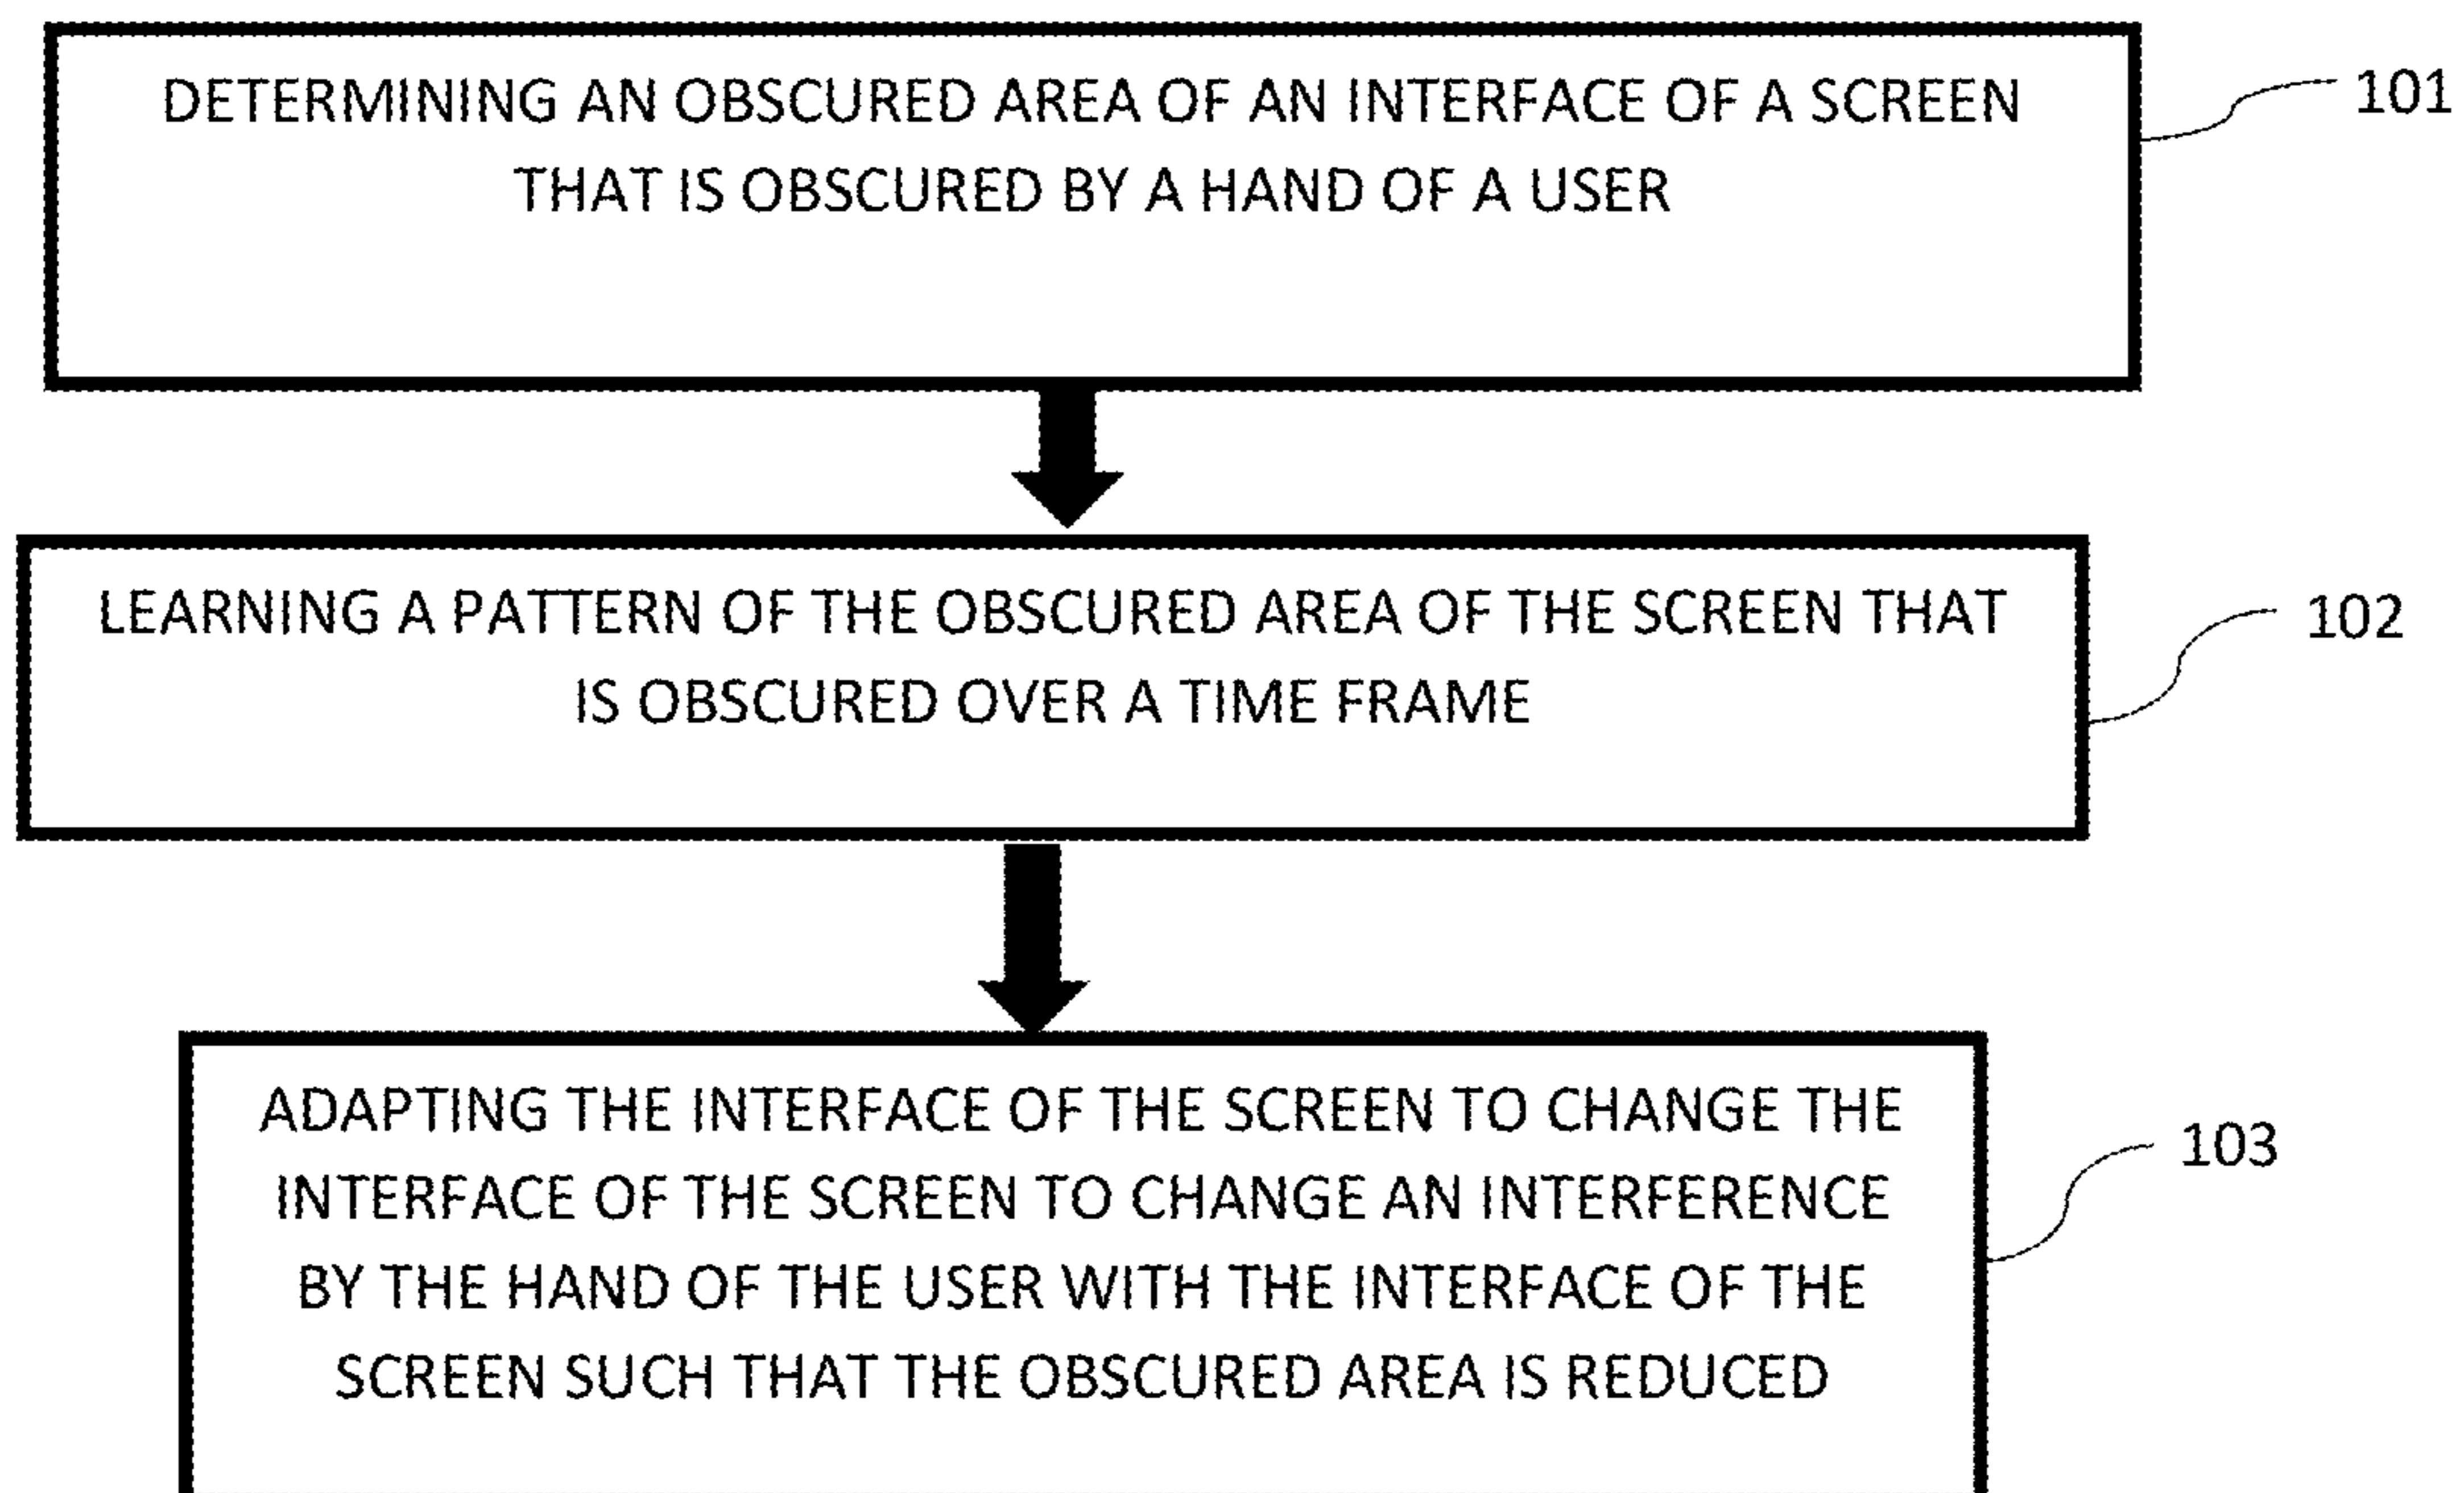 DETERMINING AN OBSCURED AREA OF AN INTERFACE OF A SCREEN
THAT IS OBSCURED BY A HAND OF A USER
101
LEARNING A PATTERN OF THE OBSCURED AREA OF THE SCREEN THAT
IS OBSCURED OVER A TIME FRAME
102
ADAPTING THE INTERFACE OF THE SCREEN TO CHANGE THE
INTERFACE OF THE SCREEN TO CHANGE AN INTERFERENCE
BY THE HAND OF THE USER WITH THE INTERFACE OF THE
SCREEN SUCH THAT THE OBSCURED AREA IS REDUCED
103